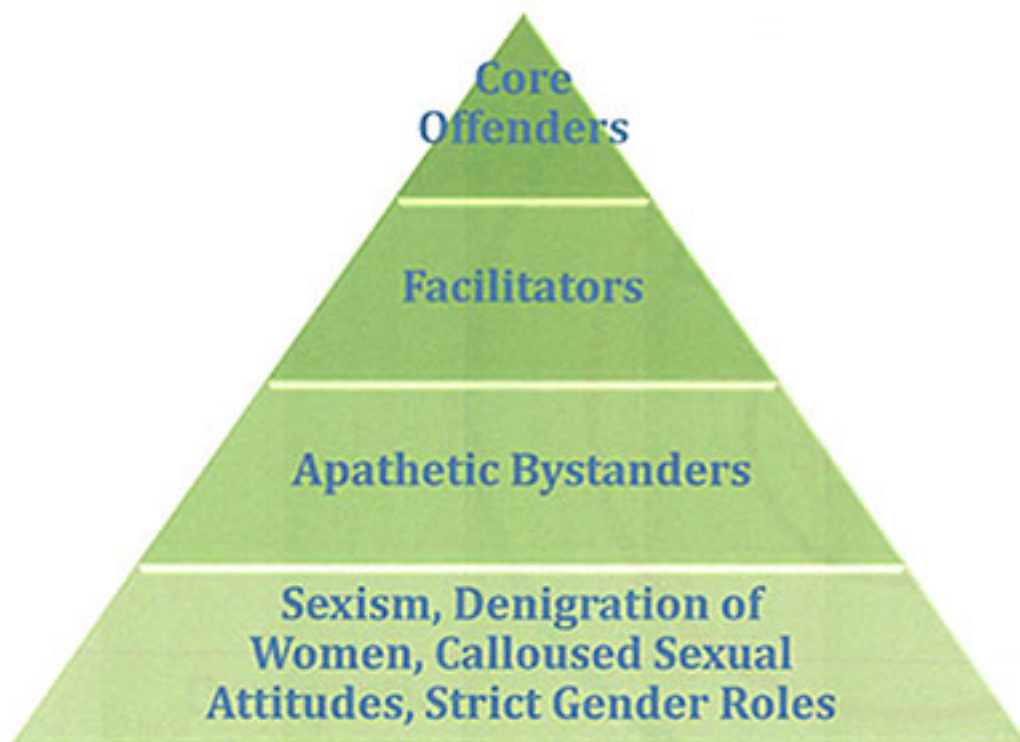 Core
Offenders
Facilitators
Apathetic Bystanders
Sexism, Denigration of
Women, Calloused Sexual
Attitudes, Strict Gender Roles